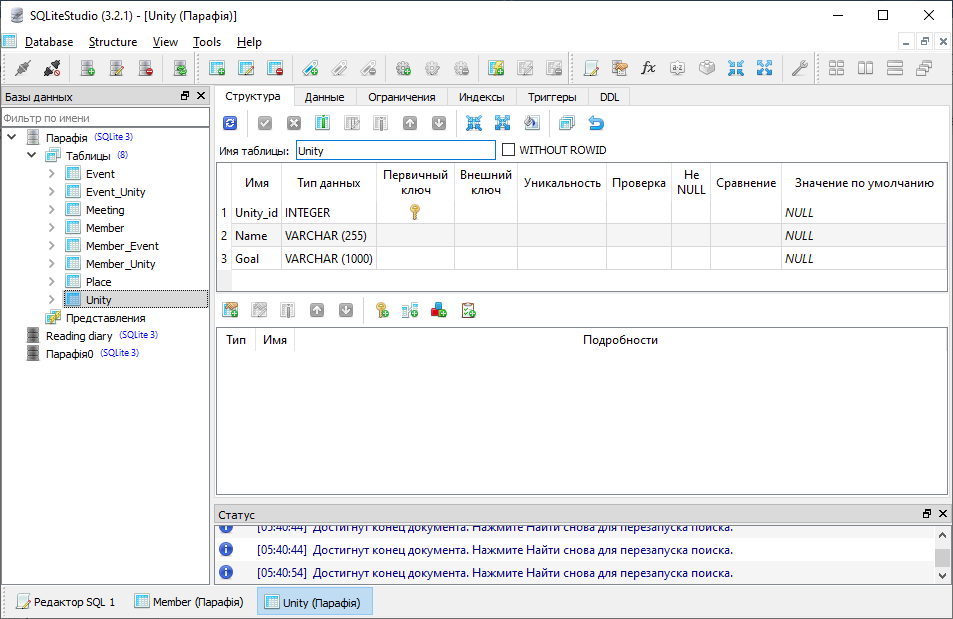 SQLiteStudio (3.2.1) - [Unity (Парафія)]
Database Structure View Tools Help
Базы данных
Фильтр по имени
Парафія (SQLite 3)
Таблицы (8)
Event
Event_Unity
Meeting
Member
Member_Event
Member_Unity
Place
Unity
Представления
Reading diary (SQLite 3)
Парафія0 (SQLite 3)
Структура Данные Ограничения Индексы Триггеры DDL
Имя таблицы: Unity WITHOUT ROWID
Имя Тип данных Первичный ключ Внешний ключ Уникальность Проверка Не NULL Сравнение Значение по умолчанию
1 Unity_id INTEGER NULL
2 Name VARCHAR (255) NULL
3 Goal VARCHAR (1000) NULL
Тип Имя Подробности
Статус
[05:40:44] Достигнут конец документа. Нажмите Найти снова для перезапуска поиска.
[05:40:44] Достигнут конец документа. Нажмите Найти снова для перезапуска поиска.
[05:40:54] Достигнут конец документа. Нажмите Найти снова для перезапуска поиска.
Редактор SQL 1 Member (Парафія) Unity (Парафія)